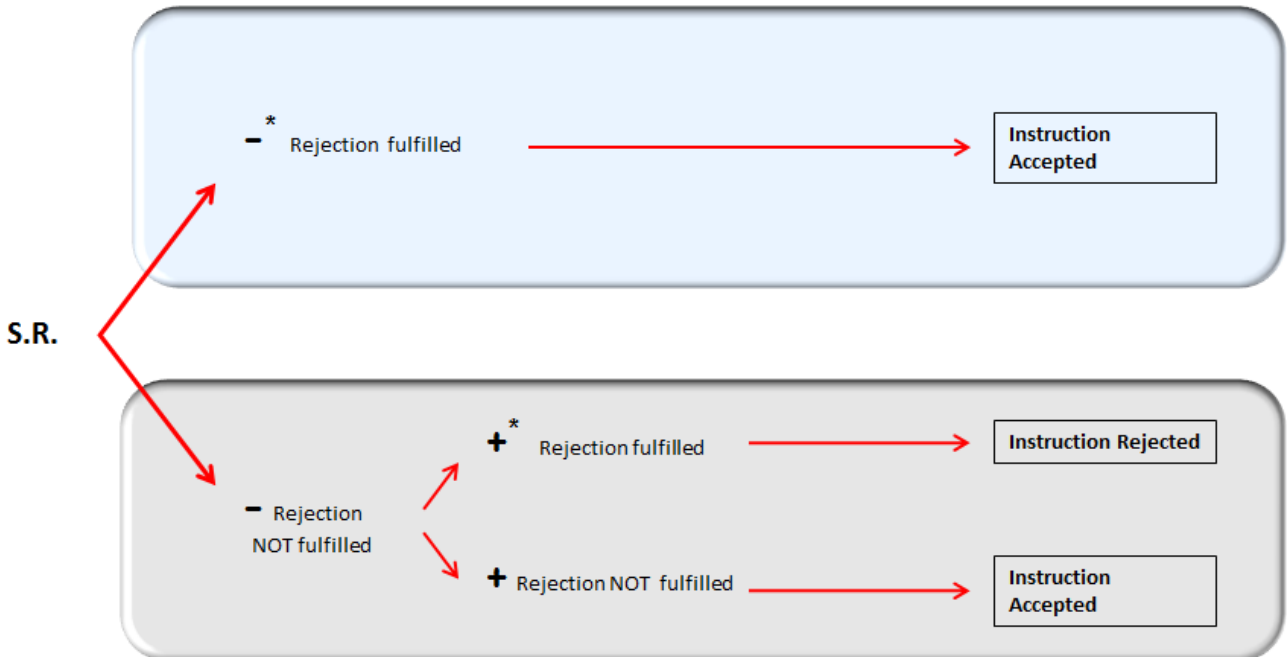 -* Rejection fulfilled
Instruction
Accepted
S.R.
+* Rejection fulfilled
Instruction Rejected
- Rejection
NOT fulfilled
+ Rejection NOT fulfilled
Instruction
Accepted